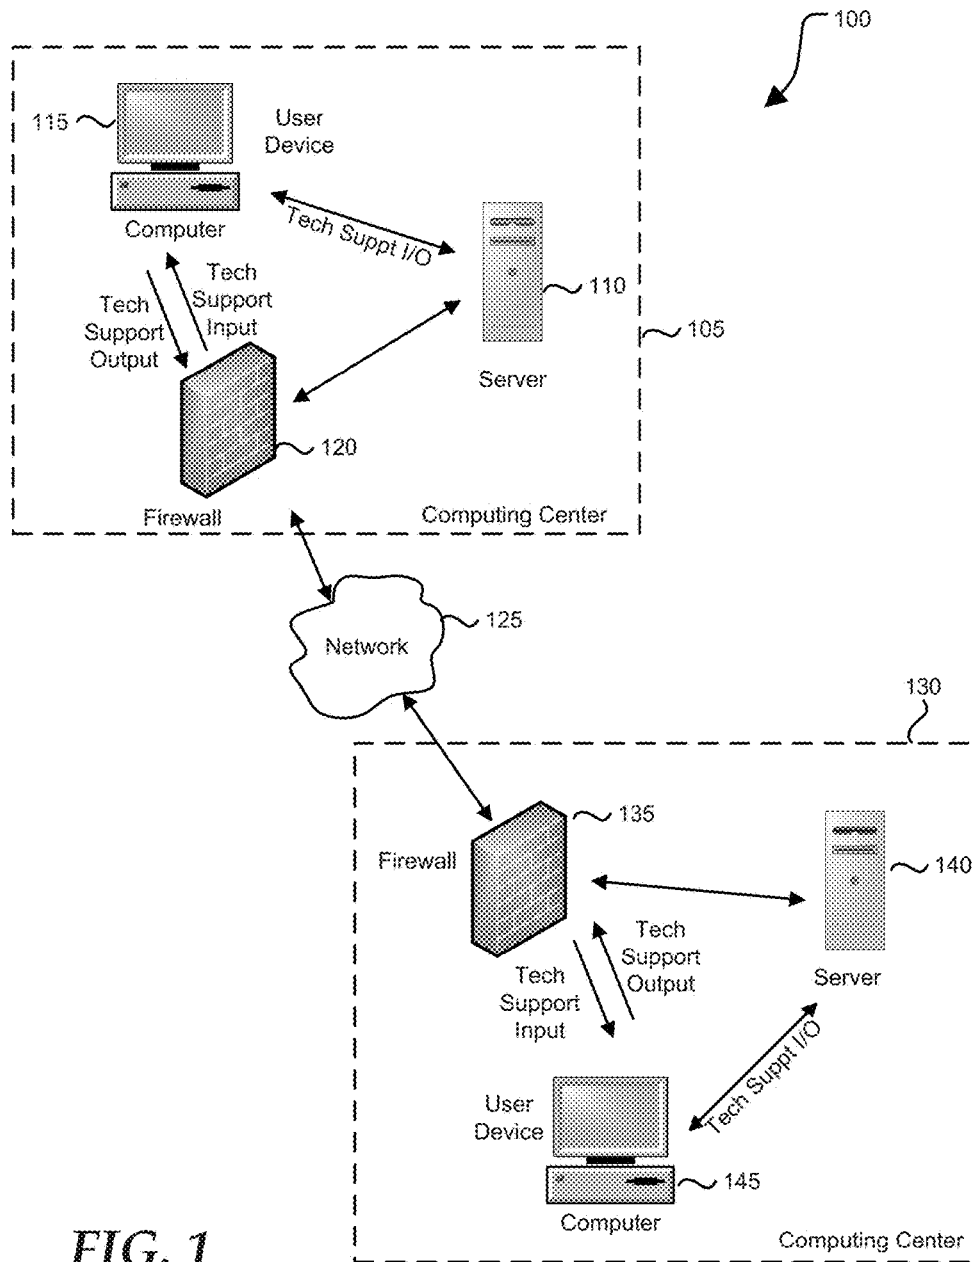 100
115
User
Device
Computer
Tech Suppt I/O
110
105
Tech
Support
Input
Tech
Support
Output
Server
120
Firewall
Computing Center
125
Network
130
135
Firewall
140
Tech
Support
Output
Tech
Support
Input
Server
Tech Suppt I/O
User
Device
145
Computer
Computing Center
FIG. 1